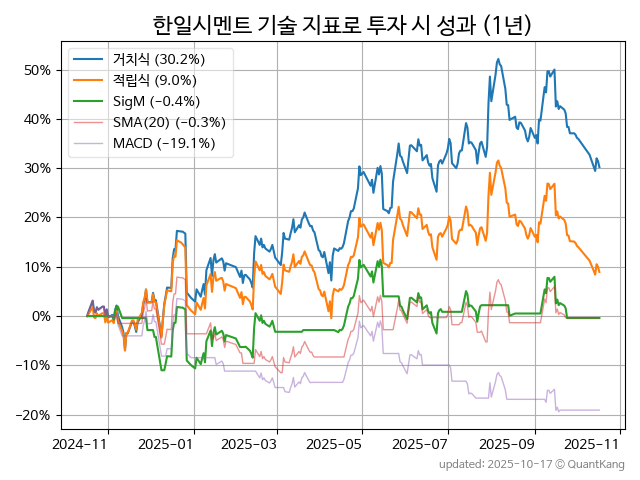 한일시멘트 기술 지표로 투자 시 성과 (1년)
거치식 (30.2%)
적립식 (9.0%)
SigM (−0.4%)
SMA(20) (−0.3%)
MACD (−19.1%)
50%
40%
30%
20%
10%
0%
−10%
−20%
2024-11 2025-01 2025-03 2025-05 2025-07 2025-09 2025-11
updated: 2025-10-17 © QuantKang